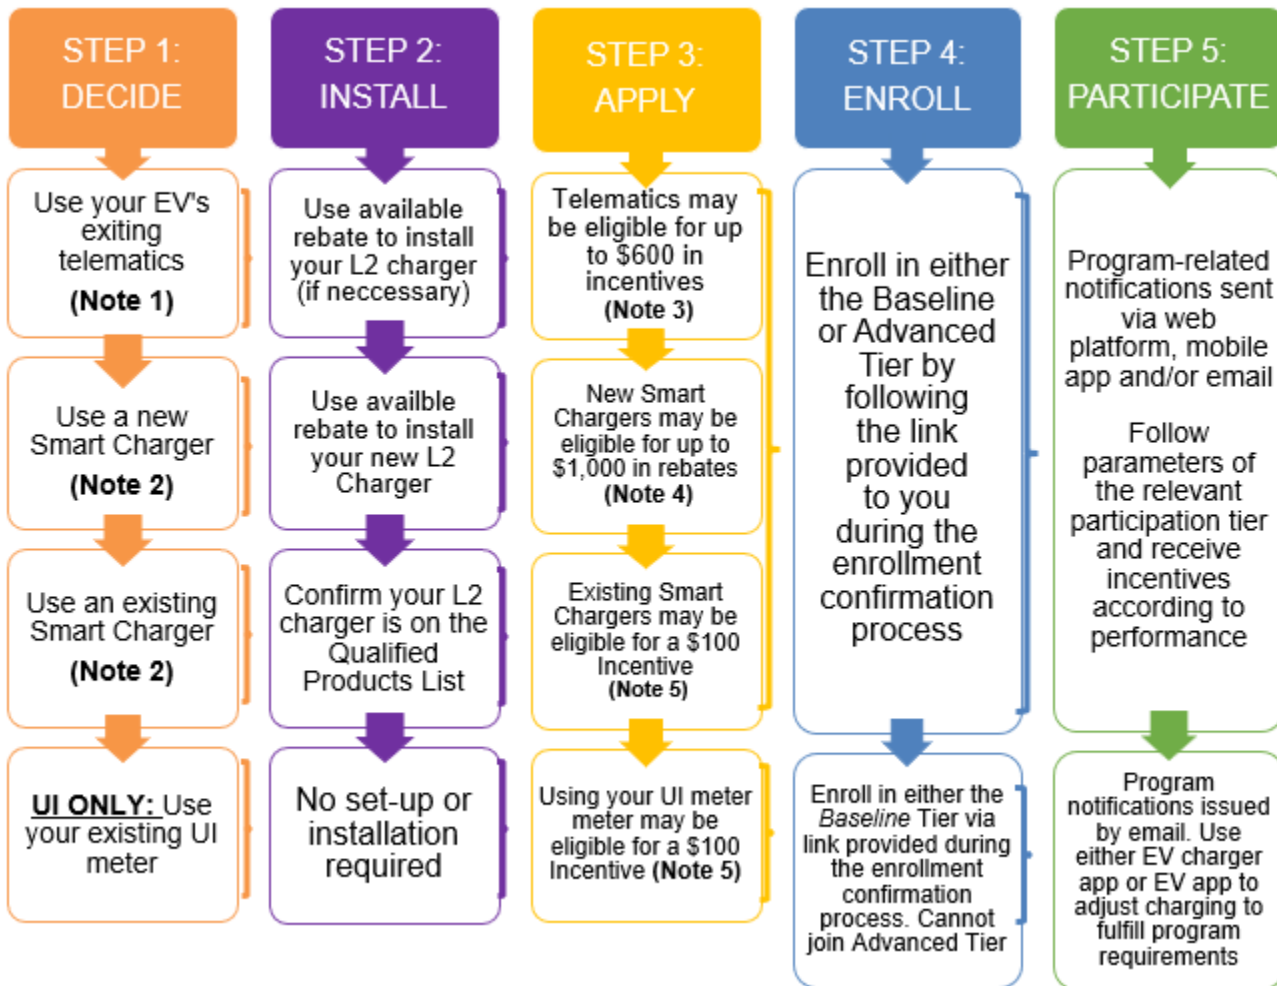 STEP 1:
DECIDE
Use your EV's
exiting
telematics
(Note 1)
Use a new
Smart Charger
(Note 2)
Use an existing
Smart Charger
(Note 2)
UI ONLY: Use
your existing UI
meter
STEP 2:
INSTALL
Use available
rebate to install
your L2 charger
(if neccessary)
Use availble
rebate to install
your new L2
Charger
Confirm your L2
charger is on the
Qualified
Products List
No set-up or
installation
required
STEP 3:
APPLY
Telematics may
be eligible for up
to $600 in
incentives
(Note 3)
New Smart
Chargers may be
eligible for up to
$1,000 in rebates
(Note 4)
Existing Smart
Chargers may be
eligible for a $100
Incentive
(Note 5)
Using your UI meter
meter may be
eligible for a $100
Incentive (Note 5)
STEP 4:
ENROLL
Enroll in either
the Baseline
or Advanced
Tier by
following
the link
provided
to you
during the
enrollment
confirmation
process
Enroll in either the
Baseline Tier via
link provided during
the enrollment
confirmation
process. Cannot
join Advanced Tier
STEP 5:
PARTICIPATE
Program-related
notifications sent
via web
platform, mobile
app and/or email
Follow
parameters of
the relevant
participation tier
and receive
incentives
according to
performance
Program
notifications issued
by email. Use
either EV charger
app or EV app to
adjust charging to
fulfill program
requirements